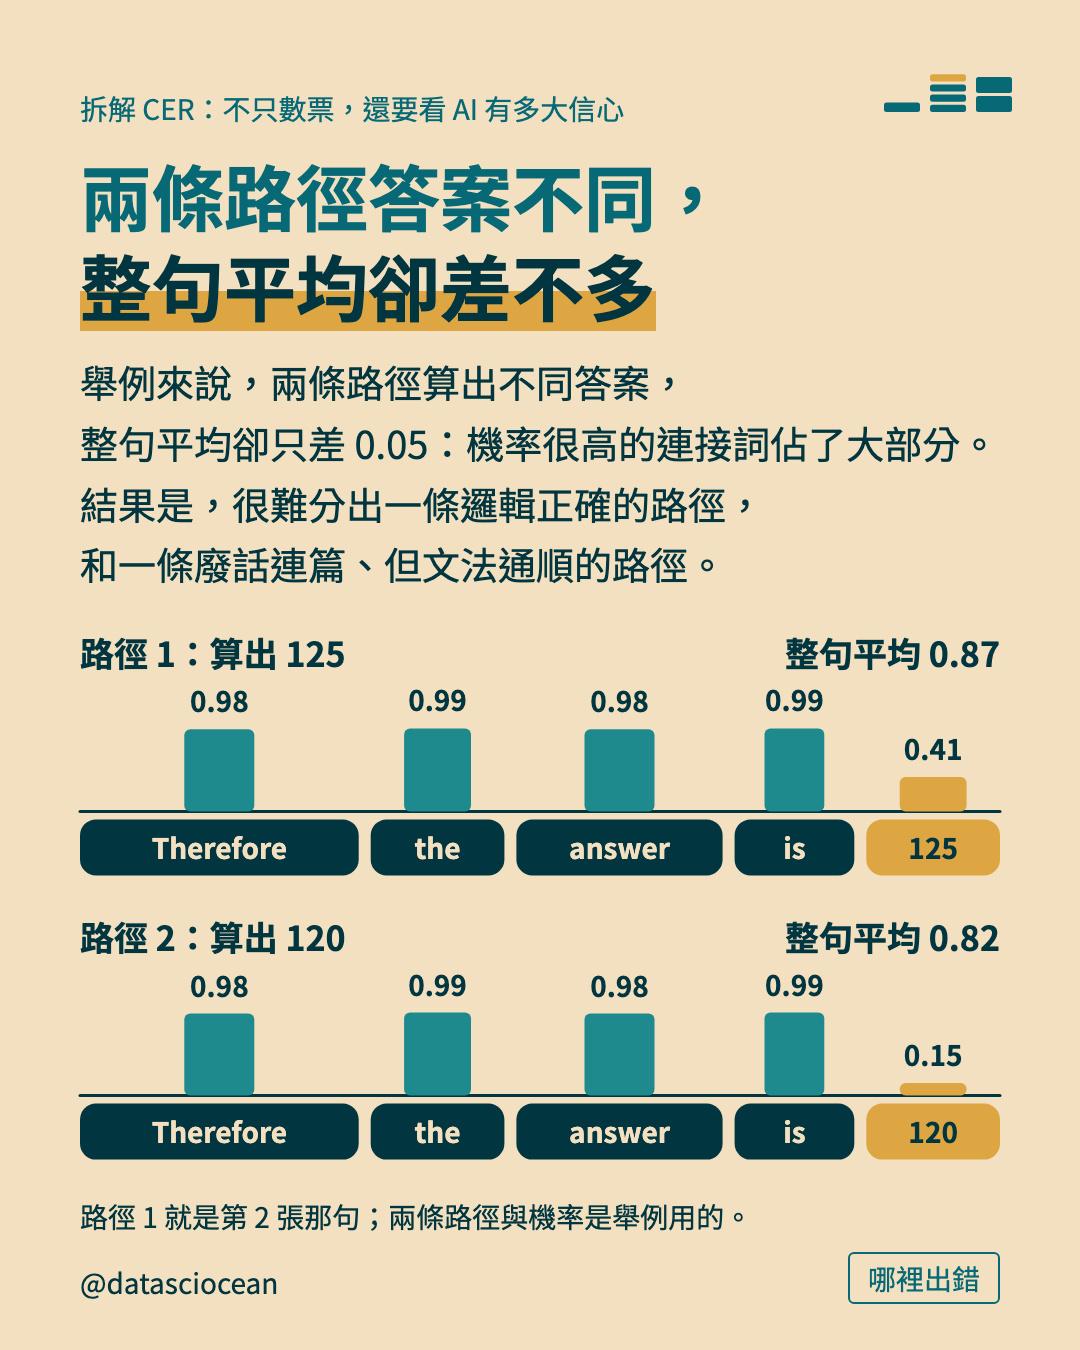 拆解 CER：不只數票，還要看 AI 有多大信心
兩條路徑答案不同，
整句平均卻差不多
舉例來說，兩條路徑算出不同答案，
整句平均卻只差 0.05：機率很高的連接詞佔了大部分。
結果是，很難分出一條邏輯正確的路徑，
和一條廢話連篇、但文法通順的路徑。
路徑 1：算出 125 整句平均 0.87
0.98 0.99 0.98 0.99 0.41
Therefore the answer is 125
路徑 2：算出 120 整句平均 0.82
0.98 0.99 0.98 0.99 0.15
Therefore the answer is 120
路徑 1 就是第 2 張那句；兩條路徑與機率是舉例用的。
@datasciocean 哪裡出錯